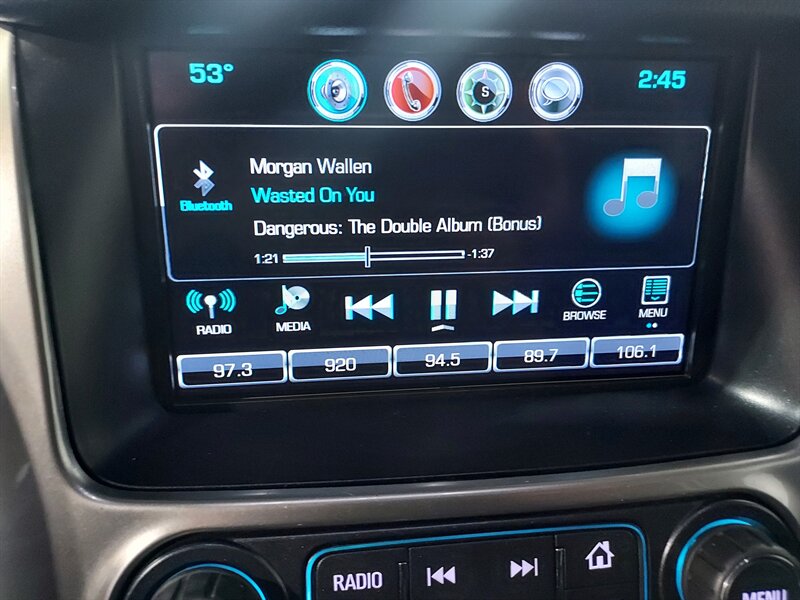 53°
2:45
S
Morgan Wallen
Bluetooth
Wasted On You
Dangerous: The Double Album (Bonus)
1:21 -1:37
RADIO MEDIA BROWSE MENU
97.3 920 94.5 89.7 106.1
RADIO
MENU